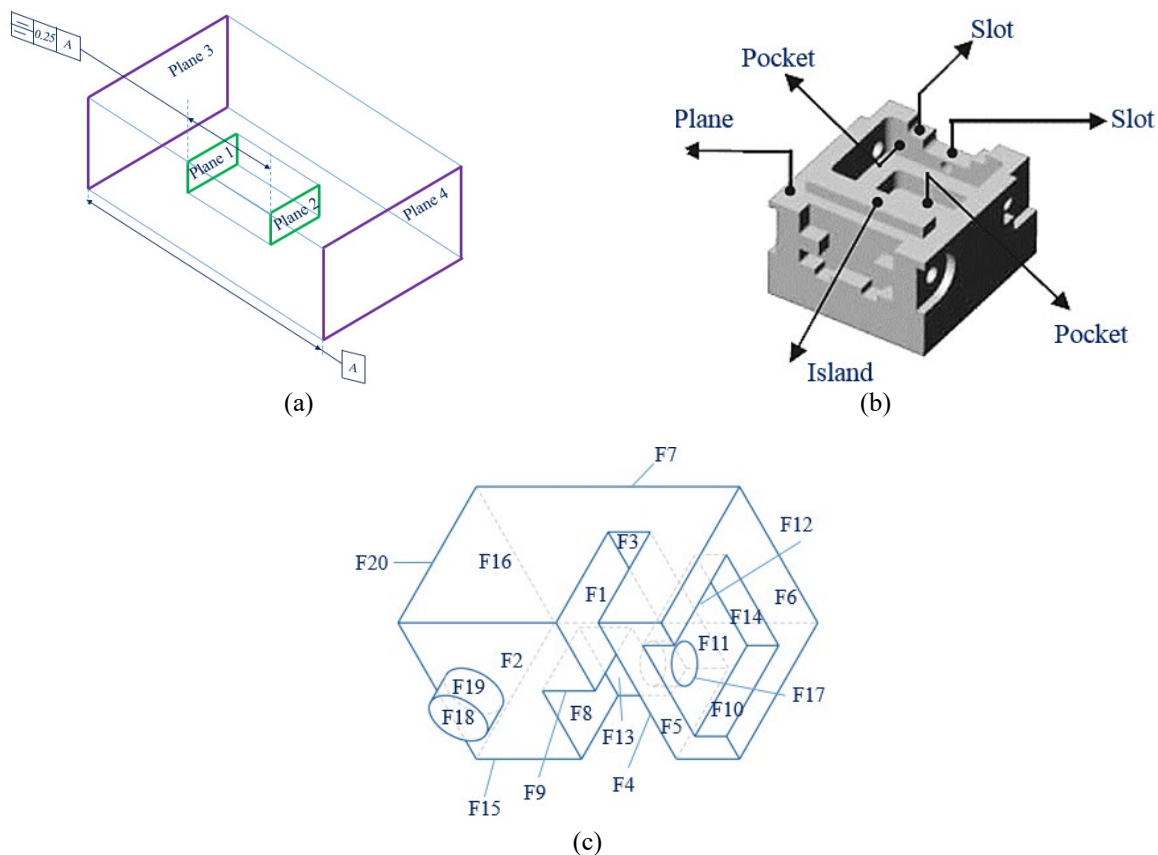 0.25 A
Plane 3
Plane 1
Plane 2
Plane 4
A
(a)
Slot
Pocket
Plane
Slot
Pocket
Island
(b)
F7
F12
F3
F20
F16
F1
F14
F6
F11
F2
F19
F18
F17
F8
F13
F5
F10
F4
F9
F15
(c)